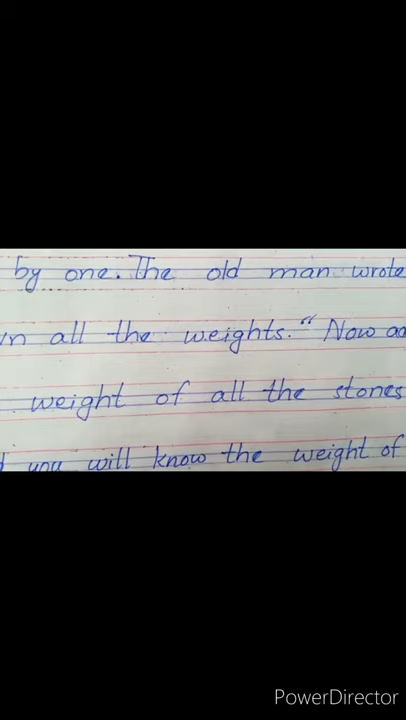 by one. The old man wrote
all the weights. “Now
weight of all the stones
you will know the weight of
PowerDirector